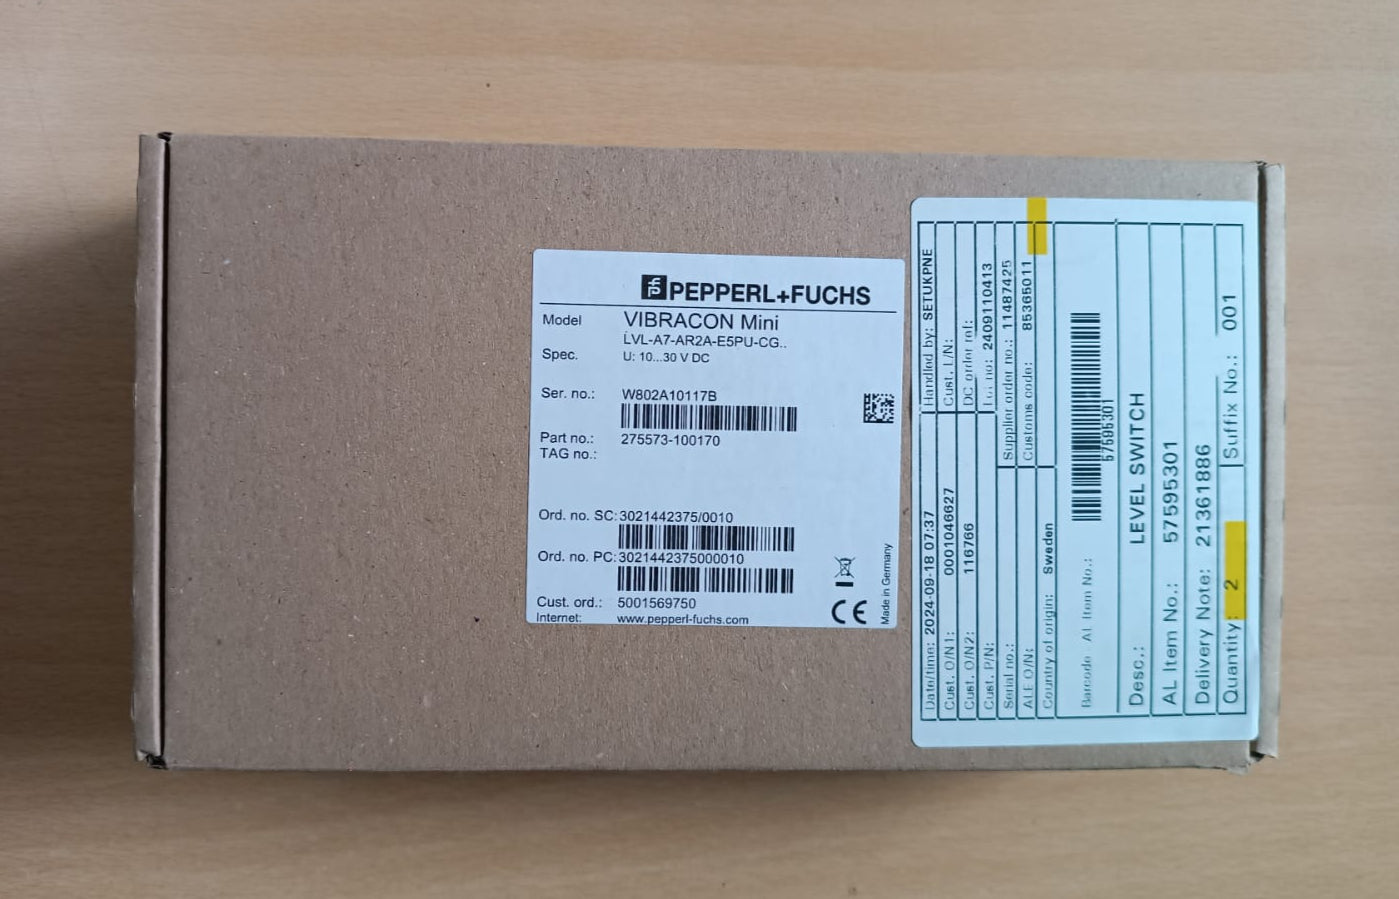 PEPPERL+FUCHS
Model VIBRACON Mini
LVL-A7-AR2A-E5PU-CG..
Spec. U: 10...30 V DC
Ser. no.: W802A10117B
Part no.: 275573-100170
TAG no.:
Ord. no. SC: 3021442375/0010
Ord. no. PC: 3021442375000010
Cust. ord.: 5001569750
Internet: www.pepperl-fuchs.com
CE
Made in Germany
Date/time: 2024-09-18 07:37 Handled by: SETUKPNE
Cust. O/N1: 0001046627 Cust. L/N:
Cust. O/N2: 116766 DC order ref:
Cust. P/N: Lot no: 2409110413
Serial no.: Supplier order no.: 11487425
ALE O/N: Customs code: 85365011
Country of origin: Sweden
Barcode - AL Item No.:
57595301
Desc.: LEVEL SWITCH
AL Item No.: 57595301
Delivery Note: 21361886
Quantity: 2 Suffix No.: 001